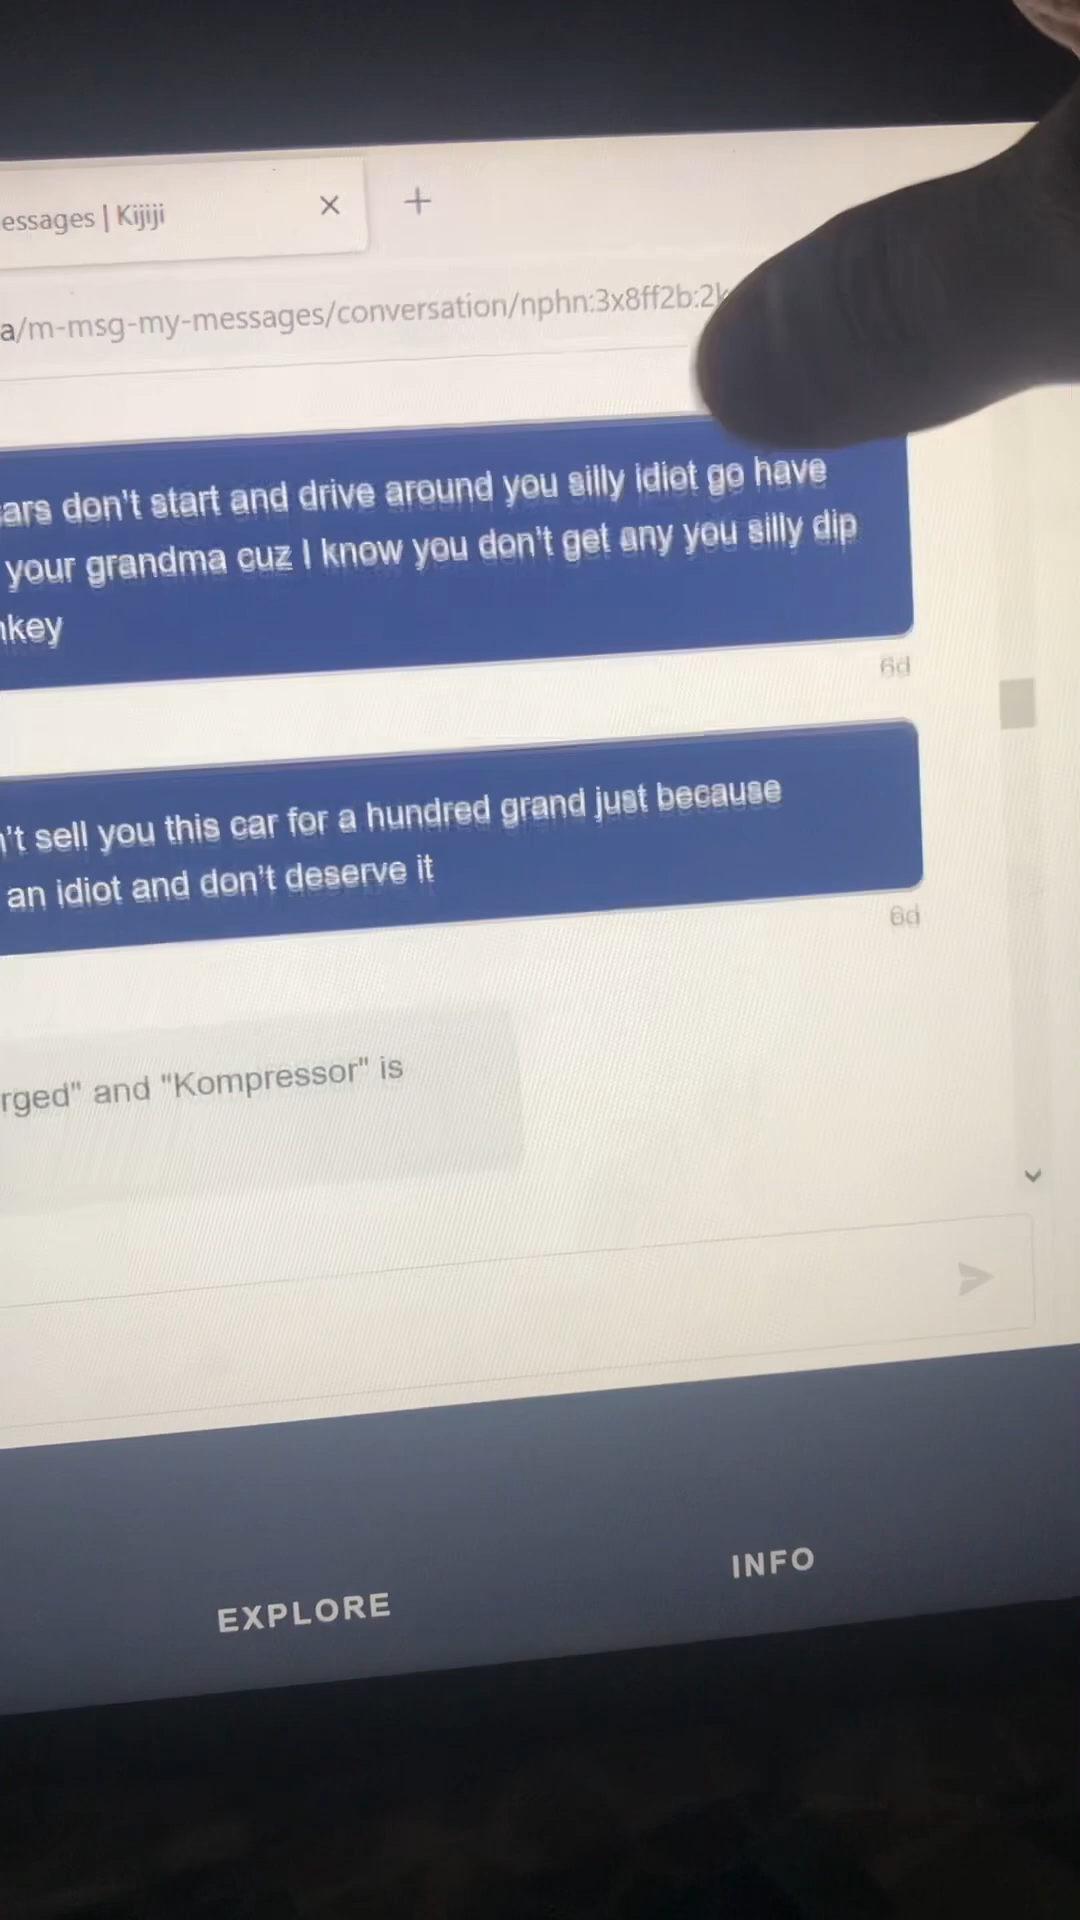 essages | Kijiji
a/m-msg-my-messages/conversation/nphn:3x8ff2b:2k
ars don't start and drive around you silly idiot go have
your grandma cuz I know you don't get any you silly dip
nkey
6d
n't sell you this car for a hundred grand just because
an idiot and don't deserve it
6d
rged" and "Kompressor" is
EXPLORE
INFO